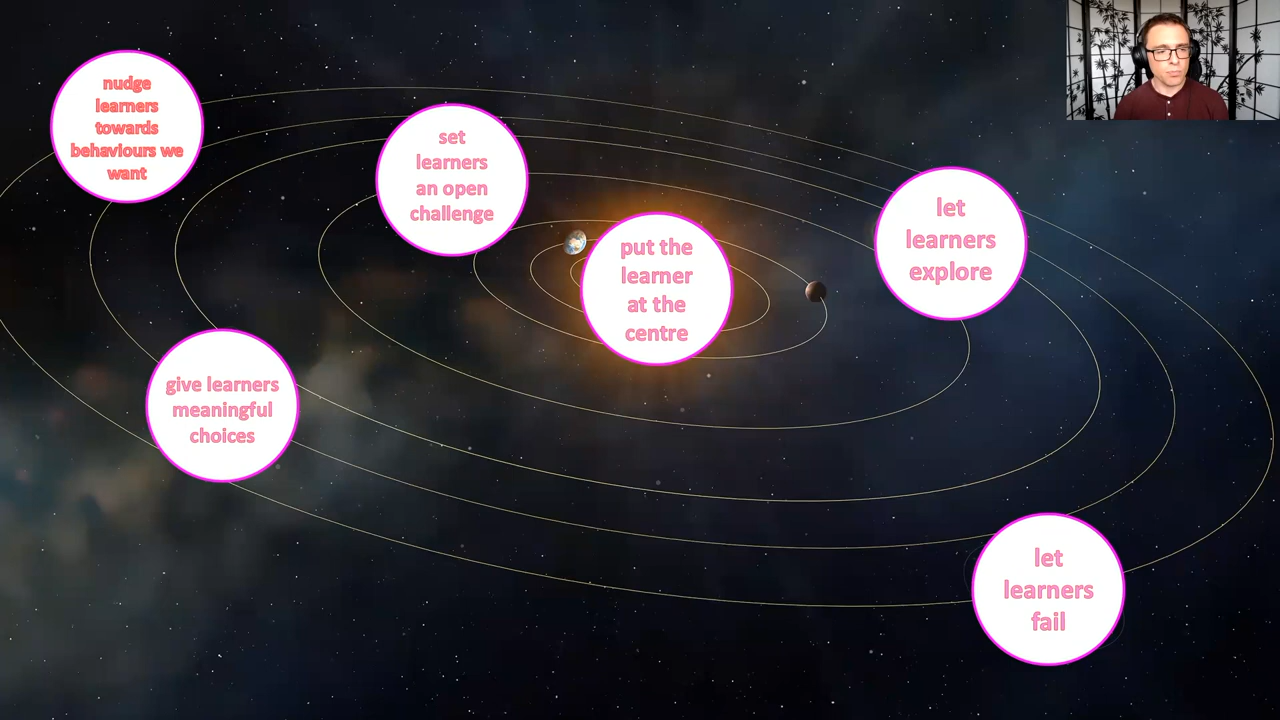 nudge
learners
towards
behaviours we
want
set
learners
an open
challenge
put the
learner
at the
centre
let
learners
explore
give learners
meaningful
choices
let
learners
fail